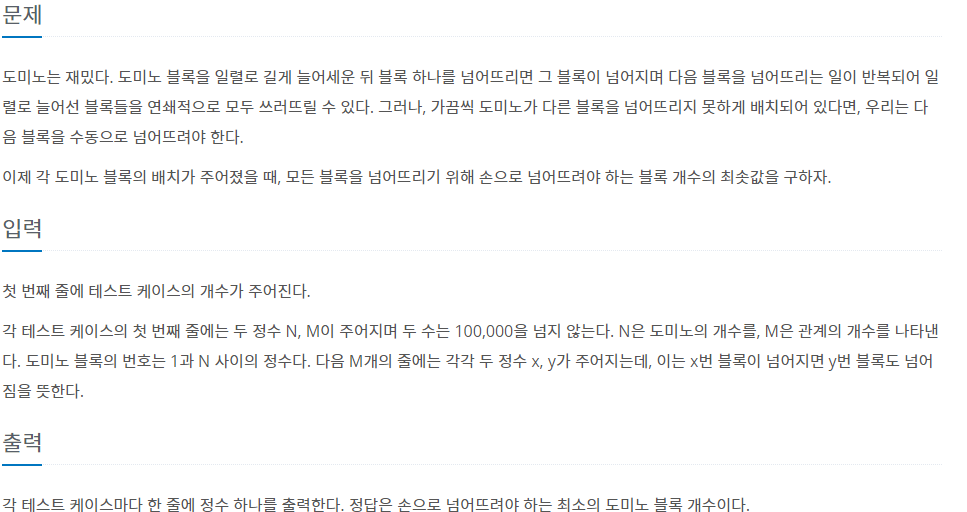 문제
도미노는 재밌다. 도미노 블록을 일렬로 길게 늘어세운 뒤 블록 하나를 넘어뜨리면 그 블록이 넘어지며 다음 블록을 넘어뜨리는 일이 반복되어 일
렬로 늘어선 블록들을 연쇄적으로 모두 쓰러뜨릴 수 있다. 그러나, 가끔씩 도미노가 다른 블록을 넘어뜨리지 못하게 배치되어 있다면, 우리는 다
음 블록을 수동으로 넘어뜨려야 한다.
이제 각 도미노 블록의 배치가 주어졌을 때, 모든 블록을 넘어뜨리기 위해 손으로 넘어뜨려야 하는 블록 개수의 최솟값을 구하자.
입력
첫 번째 줄에 테스트 케이스의 개수가 주어진다.
각 테스트 케이스의 첫 번째 줄에는 두 정수 N, M이 주어지며 두 수는 100,000을 넘지 않는다. N은 도미노의 개수를, M은 관계의 개수를 나타낸
다. 도미노 블록의 번호는 1과 N 사이의 정수다. 다음 M개의 줄에는 각각 두 정수 x, y가 주어지는데, 이는 x번 블록이 넘어지면 y번 블록도 넘어
짐을 뜻한다.
출력
각 테스트 케이스마다 한 줄에 정수 하나를 출력한다. 정답은 손으로 넘어뜨려야 하는 최소의 도미노 블록 개수이다.